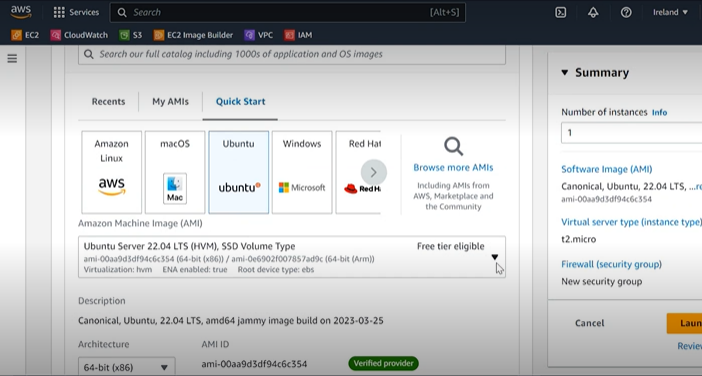 aws
Services
Search
[Alt+S]
Ireland
EC2
CloudWatch
S3
EC2 Image Builder
VPC
IAM
Search our full catalog including 1000s of application and OS images
Recents
My AMIs
Quick Start
Amazon
Linux
aws
macOS
Mac
Ubuntu
ubuntu
Windows
Microsoft
Red Hat
Red H
Browse more AMIs
Including AMIs from
AWS, Marketplace and
the Community
Amazon Machine Image (AMI)
Ubuntu Server 22.04 LTS (HVM), SSD Volume Type
Free tier eligible
ami-00aa9d3df94c6c354 (64-bit (x86)) / ami-0e6902f007857ad9c (64-bit (Arm))
Virtualization: hvm ENA enabled: true Root device type: ebs
Description
Canonical, Ubuntu, 22.04 LTS, amd64 jammy image build on 2023-03-25
Architecture
AMI ID
64-bit (x86)
ami-00aa9d3df94c6c354
Verified provider
Summary
Number of instances Info
1
Software Image (AMI)
Canonical, Ubuntu, 22.04 LTS, ...re
ami-00aa9d3df94c6c354
Virtual server type (instance type)
t2.micro
Firewall (security group)
New security group
Cancel
Laun
Review